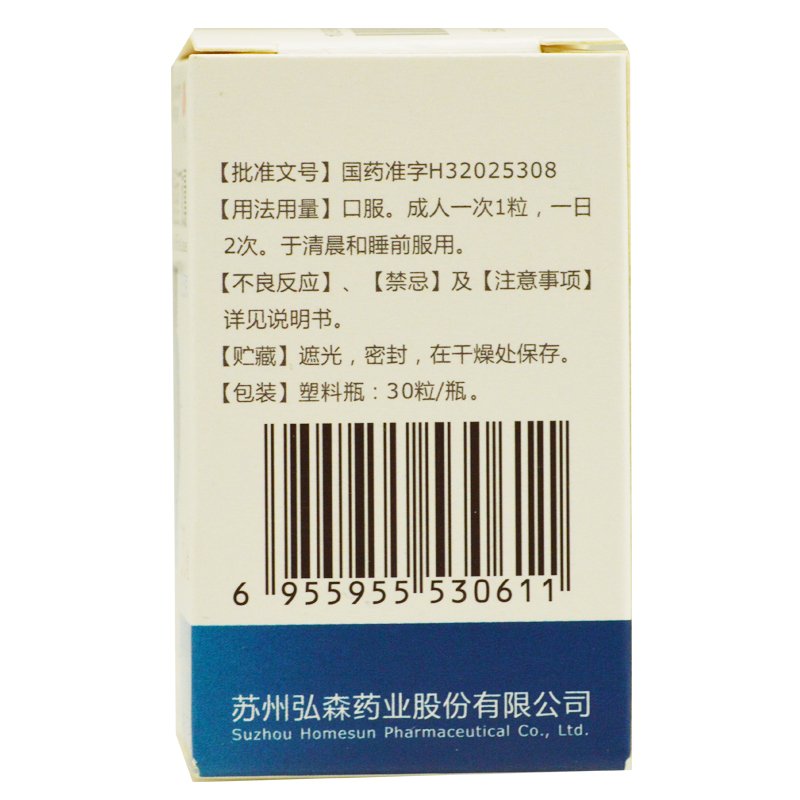 【批准文号】国药准字H32025308
【用法用量】口服。成人一次1粒，一日
2次。于清晨和睡前服用。
【不良反应】、【禁忌】及【注意事项】
详见说明书。
【贮藏】遮光，密封，在干燥处保存。
【包装】塑料瓶：30粒/瓶。
6 955955 530611
苏州弘森药业股份有限公司
Suzhou Homesun Pharmaceutical Co., Ltd.